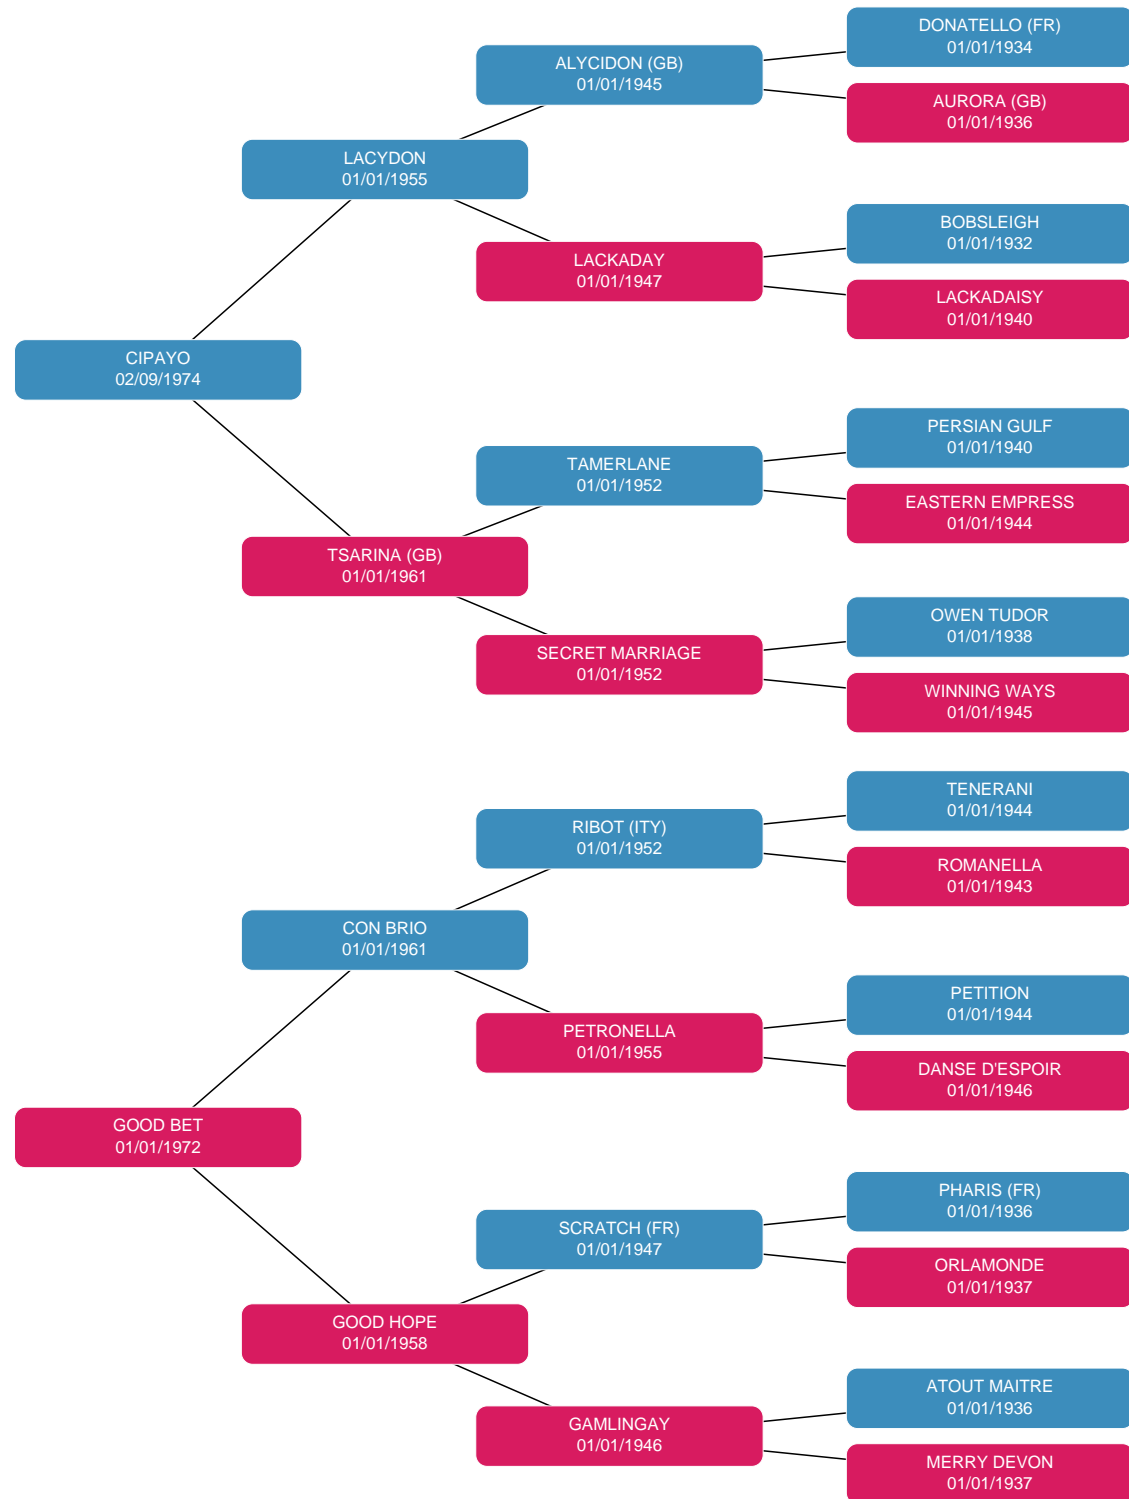 DONATELLO (FR)
01/01/1934
ALYCIDON (GB)
01/01/1945
AURORA (GB)
01/01/1936
LACYDON
01/01/1955
BOBSLEIGH
01/01/1932
LACKADAY
01/01/1947
LACKADAISY
01/01/1940
CIPAYO
02/09/1974
PERSIAN GULF
01/01/1940
TAMERLANE
01/01/1952
EASTERN EMPRESS
01/01/1944
TSARINA (GB)
01/01/1961
OWEN TUDOR
01/01/1938
SECRET MARRIAGE
01/01/1952
WINNING WAYS
01/01/1945
TENERANI
01/01/1944
RIBOT (ITY)
01/01/1952
ROMANELLA
01/01/1943
CON BRIO
01/01/1961
PETITION
01/01/1944
PETRONELLA
01/01/1955
DANSE D'ESPOIR
01/01/1946
GOOD BET
01/01/1972
PHARIS (FR)
01/01/1936
SCRATCH (FR)
01/01/1947
ORLAMONDE
01/01/1937
GOOD HOPE
01/01/1958
ATOUT MAITRE
01/01/1936
GAMLINGAY
01/01/1946
MERRY DEVON
01/01/1937